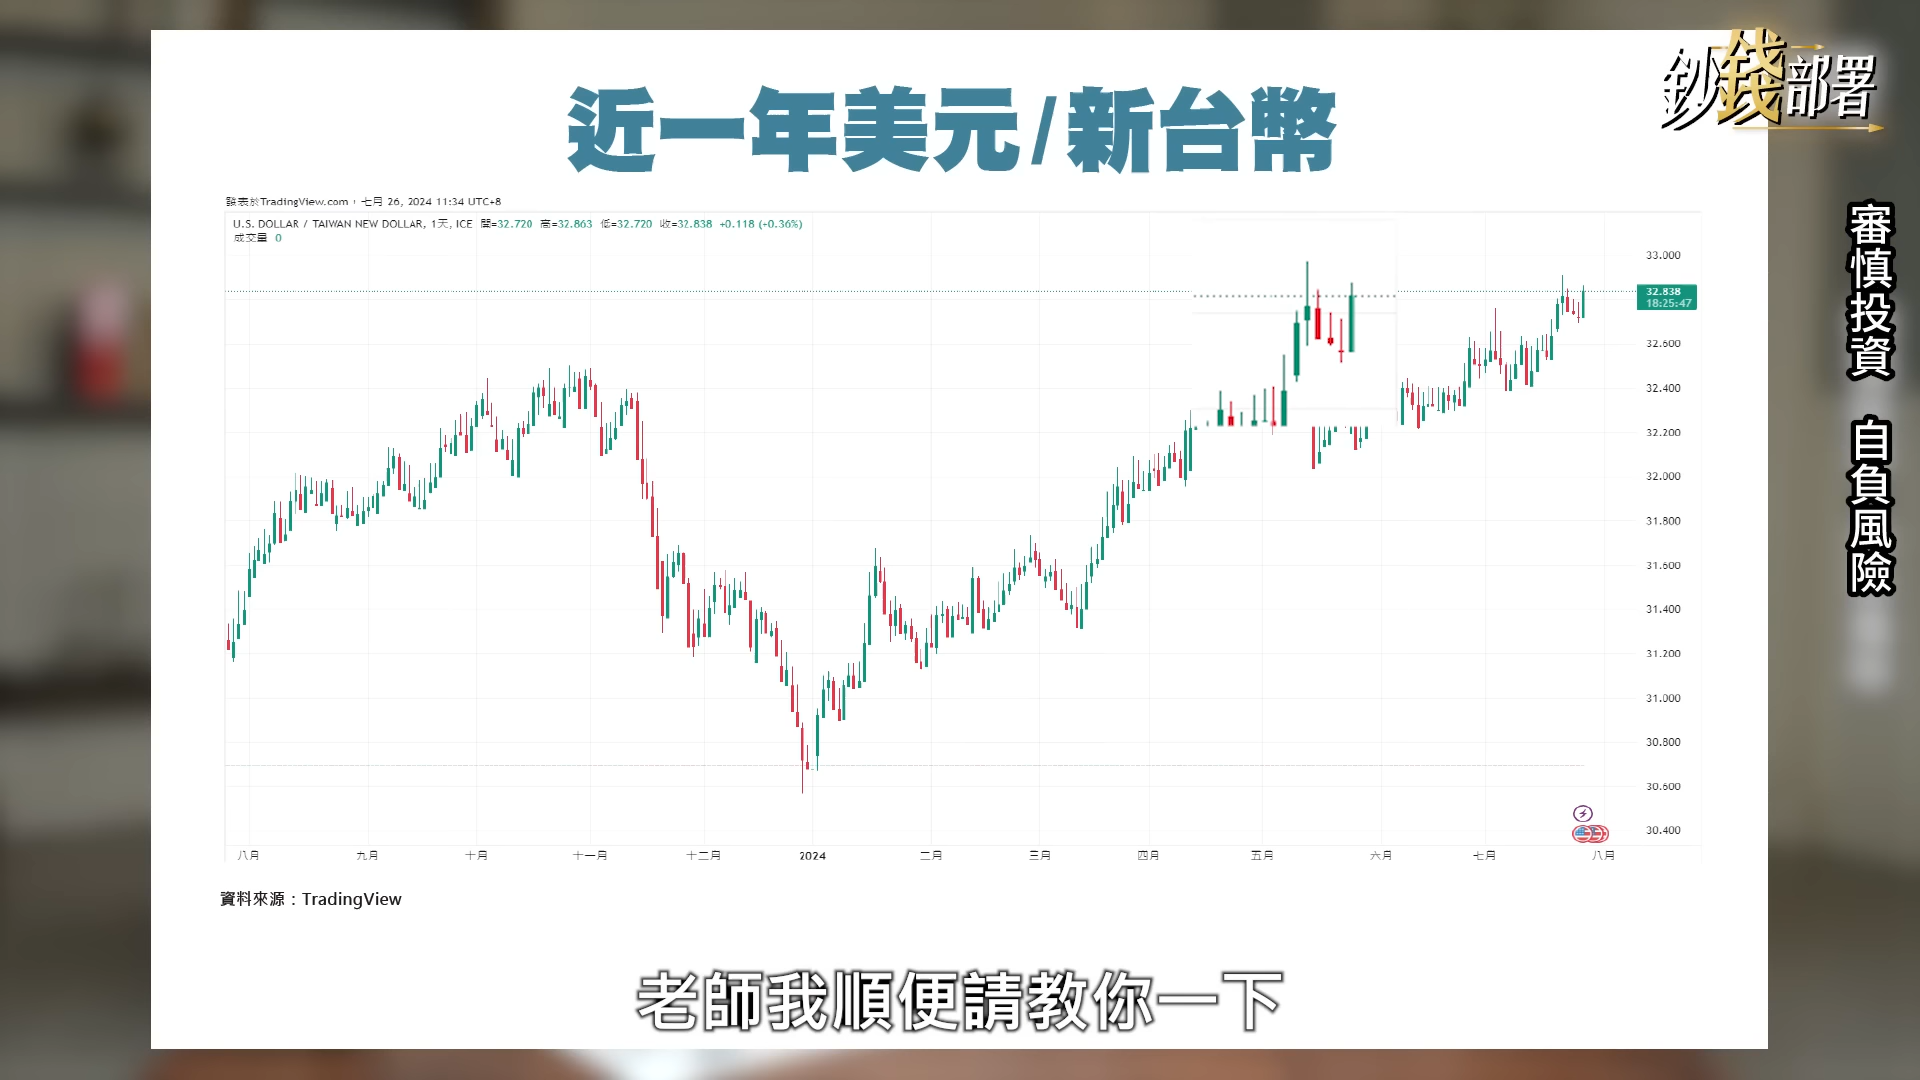 近一年美元/新台幣
鈔錢部署
發表於TradingView.com，七月 26, 2024 11:34 UTC+8
U.S. DOLLAR / TAIWAN NEW DOLLAR, 1天, ICE 開=32.720 高=32.863 低=32.720 收=32.838 +0.118 (+0.36%)
成交量 0
33.000
32.838
18:25:47
32.600
32.400
32.200
32.000
31.800
31.600
31.400
31.200
31.000
30.800
30.600
30.400
八月 九月 十月 十一月 十二月 2024 二月 三月 四月 五月 六月 七月 八月
審慎投資 自負風險
資料來源：TradingView
老師我順便請教你一下